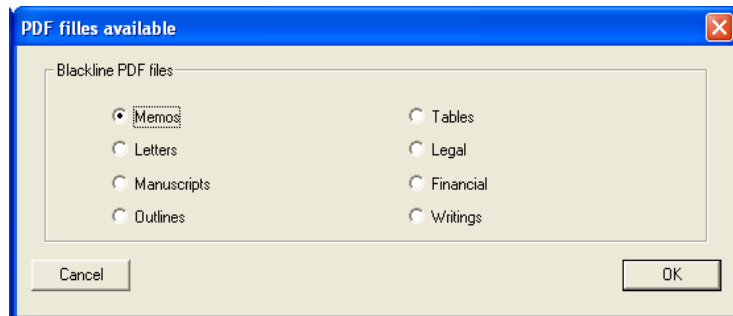 PDF filles available
Blackline PDF files
Memos
Letters
Manuscripts
Outlines
Tables
Legal
Financial
Writings
Cancel
OK